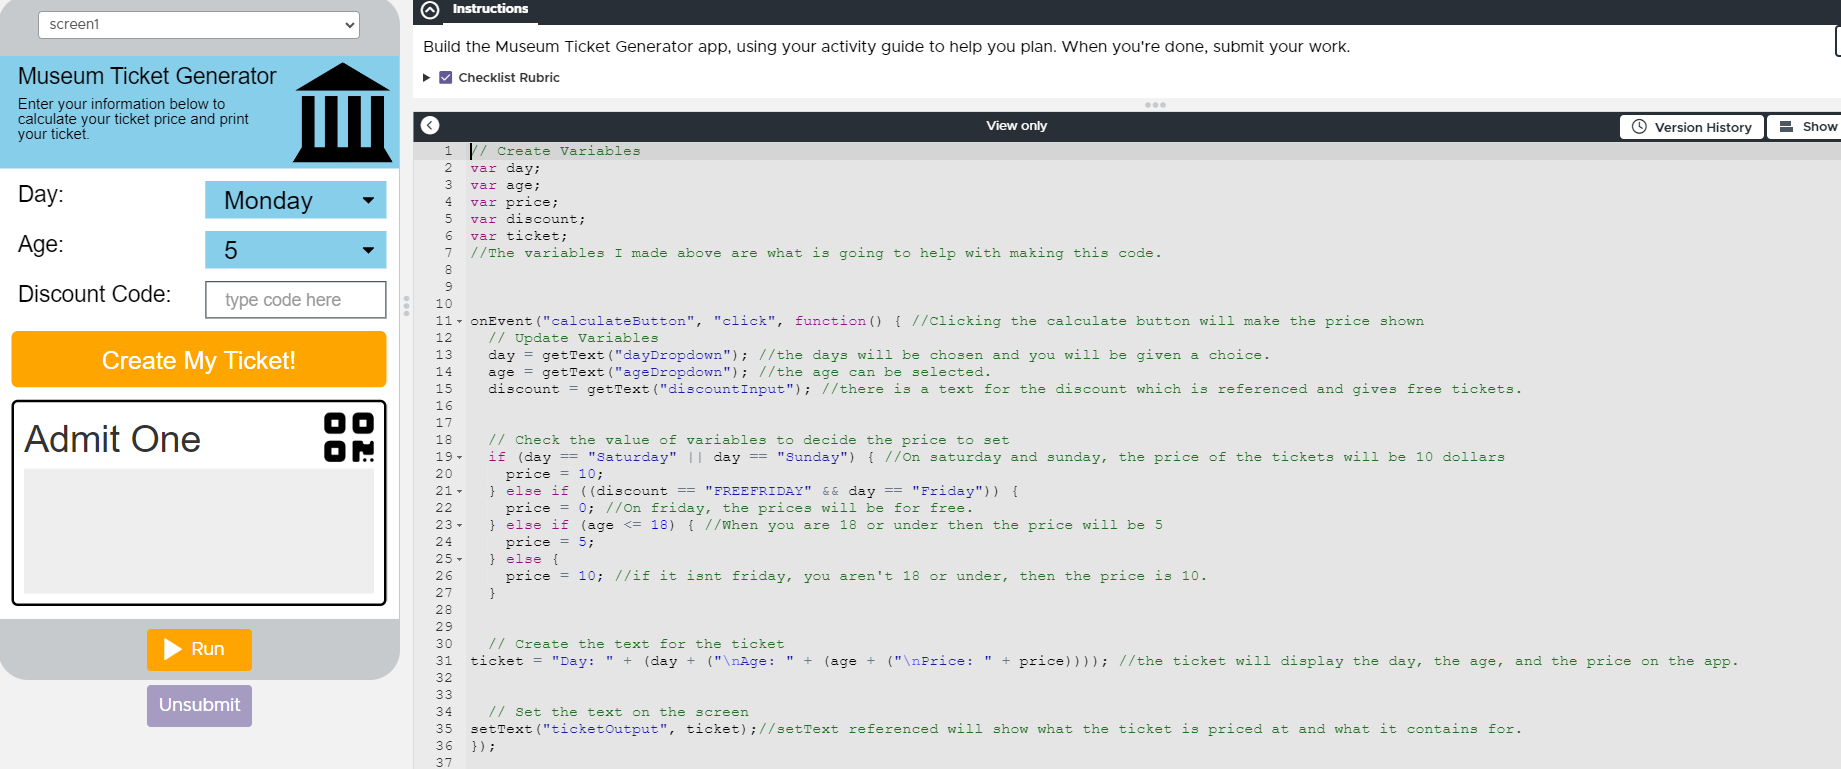 screen1
Museum Ticket Generator
Enter your information below to
calculate your ticket price and print
your ticket.
Day:
Monday
Age:
5
Discount Code:
type code here
Create My Ticket!
Admit One
Run
Unsubmit
Instructions
Build the Museum Ticket Generator app, using your activity guide to help you plan. When you're done, submit your work.
Checklist Rubric
View only
Version History
Show
1 // Create Variables
2 var day;
3 var age;
4 var price;
5 var discount;
6 var ticket;
7 //The variables I made above are what is going to help with making this code.
8
9
10
11 onEvent("calculateButton", "click", function() { //Clicking the calculate button will make the price shown
12 // Update Variables
13 day = getText("dayDropdown"); //the days will be chosen and you will be given a choice.
14 age = getText("ageDropdown"); //the age can be selected.
15 discount = getText("discountInput"); //there is a text for the discount which is referenced and gives free tickets.
16
17
18 // Check the value of variables to decide the price to set
19 if (day == "Saturday" || day == "Sunday") { //On saturday and sunday, the price of the tickets will be 10 dollars
20 price = 10;
21 } else if ((discount == "FREEFRIDAY" && day == "Friday")) {
22 price = 0; //On friday, the prices will be for free.
23 } else if (age <= 18) { //When you are 18 or under then the price will be 5
24 price = 5;
25 } else {
26 price = 10; //if it isnt friday, you aren't 18 or under, then the price is 10.
27 }
28
29
30 // Create the text for the ticket
31 ticket = "Day: " + (day + ("\nAge: " + (age + ("\nPrice: " + price)))); //the ticket will display the day, the age, and the price on the app.
32
33
34 // Set the text on the screen
35 setText("ticketOutput", ticket);//setText referenced will show what the ticket is priced at and what it contains for.
36 });
37